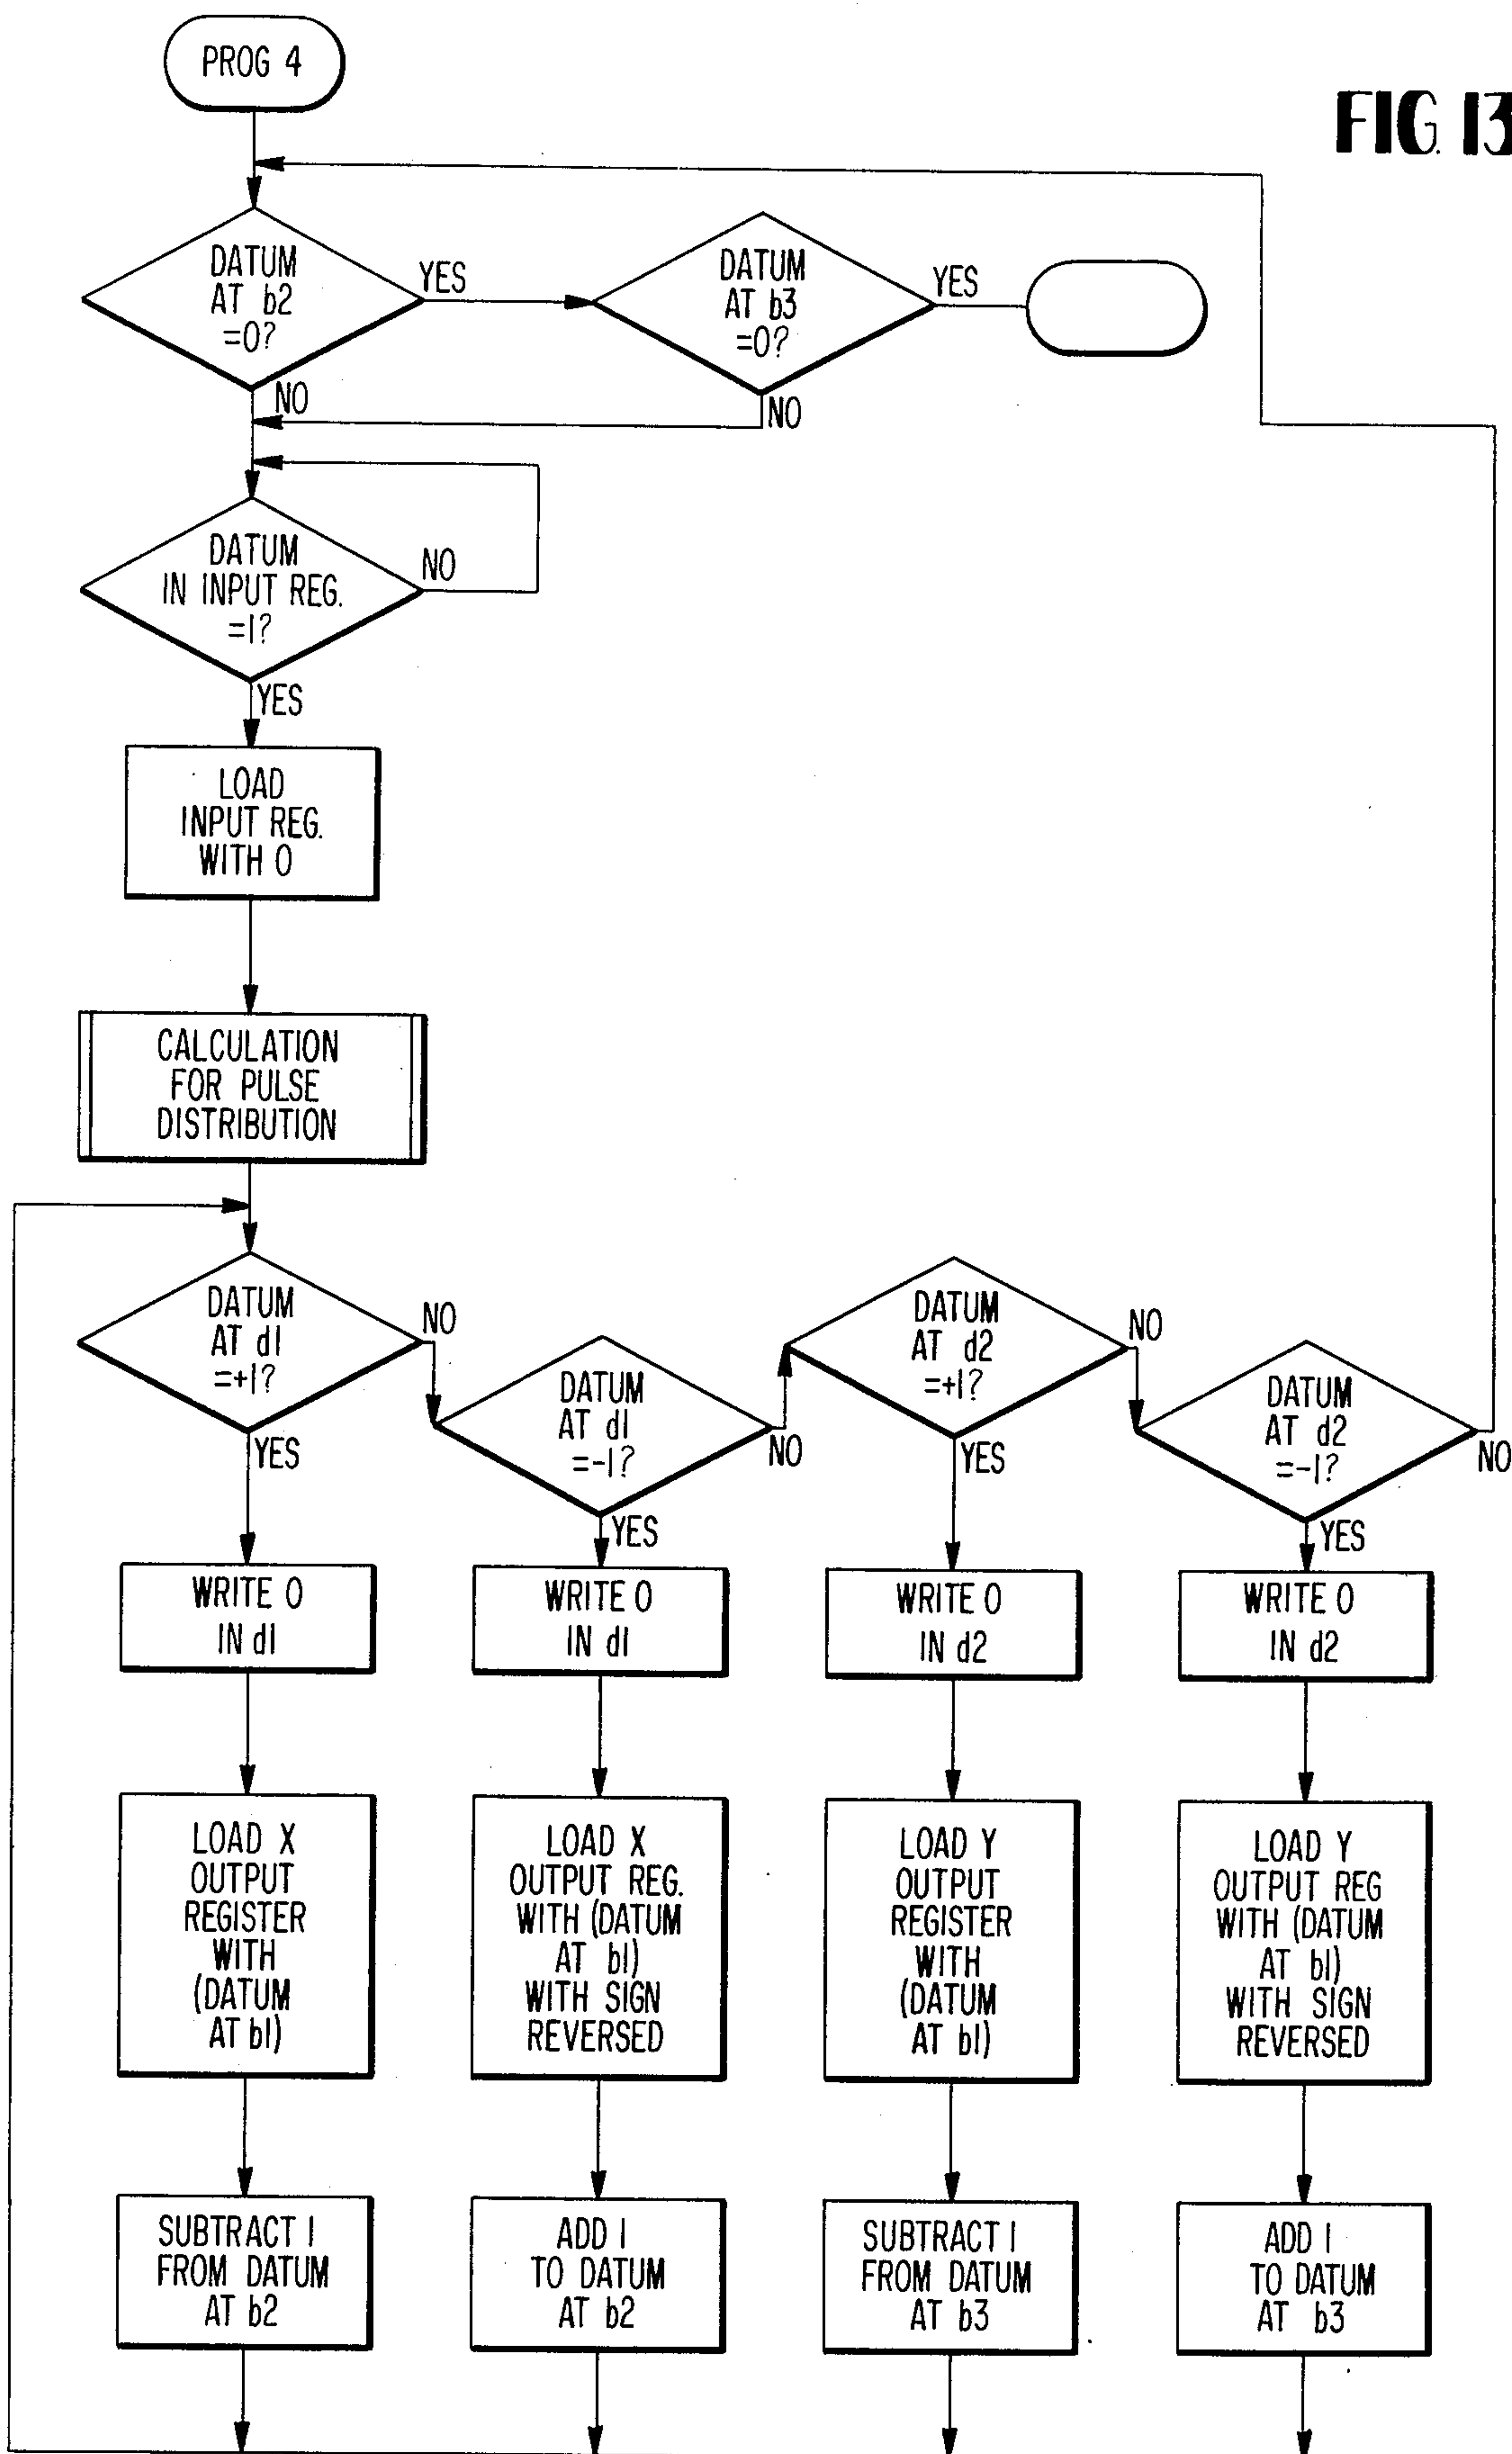 PROG 4
FIG. 13
DATUM
AT b2
=0?
YES
DATUM
AT b3
=0?
YES
NO
NO
DATUM
IN INPUT REG.
=1?
NO
YES
LOAD
INPUT REG.
WITH 0
CALCULATION
FOR PULSE
DISTRIBUTION
DATUM
AT d1
=+1?
NO
YES
DATUM
AT d1
=-1?
NO
YES
DATUM
AT d2
=+1?
NO
YES
DATUM
AT d2
=-1?
NO
YES
WRITE 0
IN d1
WRITE 0
IN d1
WRITE 0
IN d2
WRITE 0
IN d2
LOAD X
OUTPUT
REGISTER
WITH
(DATUM
AT b1)
LOAD X
OUTPUT REG.
WITH (DATUM
AT b1)
WITH SIGN
REVERSED
LOAD Y
OUTPUT
REGISTER
WITH
(DATUM
AT b1)
LOAD Y
OUTPUT REG
WITH (DATUM
AT b1)
WITH SIGN
REVERSED
SUBTRACT 1
FROM DATUM
AT b2
ADD 1
TO DATUM
AT b2
SUBTRACT 1
FROM DATUM
AT b3
ADD 1
TO DATUM
AT b3